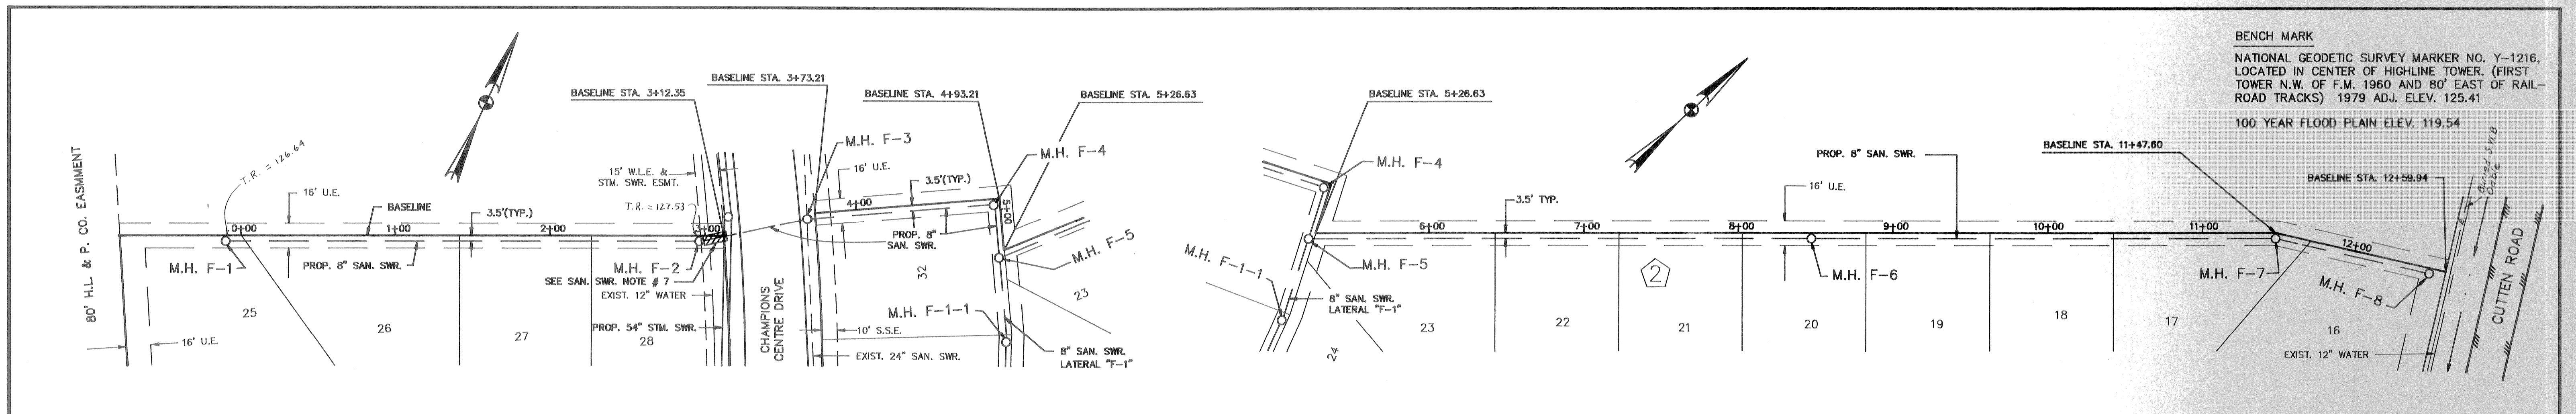 BENCH MARK
NATIONAL GEODETIC SURVEY MARKER NO. Y-1216,
LOCATED IN CENTER OF HIGHLINE TOWER. (FIRST
TOWER N.W. OF F.M. 1960 AND 80' EAST OF RAIL-
ROAD TRACKS) 1979 ADJ. ELEV. 125.41
100 YEAR FLOOD PLAIN ELEV. 119.54
80' H.L. & P. CO. EASMMENT
T.R. = 126.64
16' U.E.
BASELINE
3.5'(TYP.)
0+00
1+00
2+00
3+00
M.H. F-1
PROP. 8" SAN. SWR.
M.H. F-2
SEE SAN. SWR. NOTE # 7
EXIST. 12" WATER
PROP. 54" STM. SWR.
25
26
27
28
16' U.E.
BASELINE STA. 3+12.35
15' W.L.E. &
STM. SWR. ESMT.
T.R. = 127.53
BASELINE STA. 3+73.21
CHAMPIONS
CENTRE DRIVE
M.H. F-3
16' U.E.
3.5'(TYP.)
4+00
BASELINE STA. 4+93.21
BASELINE STA. 5+26.63
M.H. F-4
5+00
PROP. 8"
SAN. SWR.
M.H. F-5
32
23
M.H. F-1-1
10' S.S.E.
EXIST. 24" SAN. SWR.
8" SAN. SWR.
LATERAL "F-1"
BASELINE STA. 5+26.63
M.H. F-4
3.5' TYP.
M.H. F-5
M.H. F-1-1
8" SAN. SWR.
LATERAL "F-1"
6+00
7+00
8+00
9+00
10+00
11+00
12+00
16' U.E.
PROP. 8" SAN. SWR.
M.H. F-6
2
BASELINE STA. 11+47.60
M.H. F-7
M.H. F-8
BASELINE STA. 12+59.94
Buried S.W.B.
Cable
CUTTEN ROAD
24
23
22
21
20
19
18
17
16
EXIST. 12" WATER